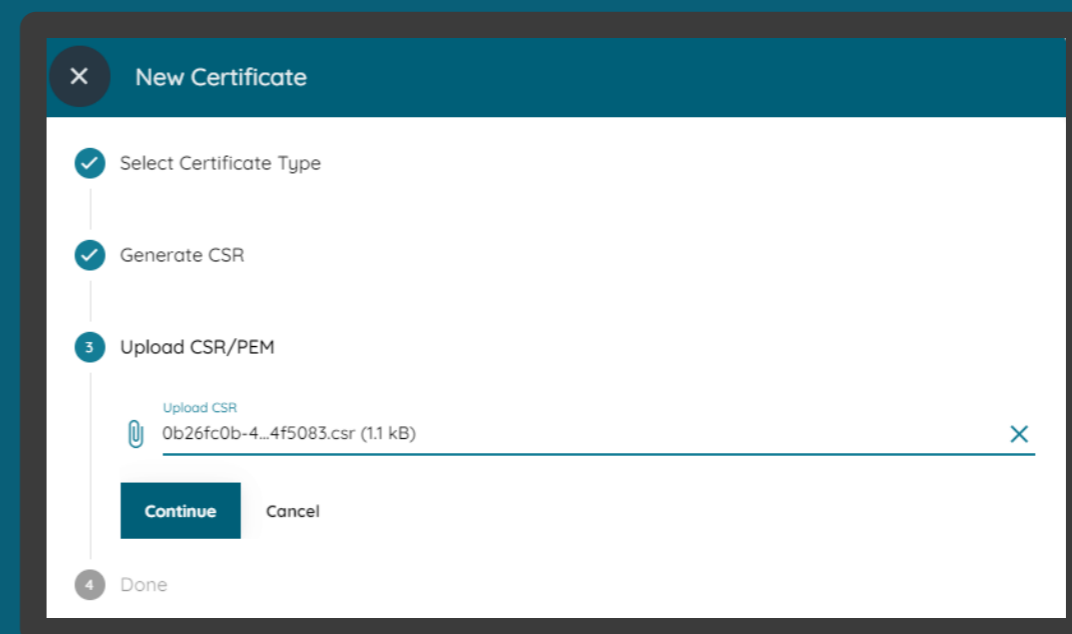 New Certificate
Select Certificate Type
Generate CSR
3 Upload CSR/PEM
Upload CSR
0b26fc0b-4...4f5083.csr (1.1 kB)
Continue Cancel
4 Done